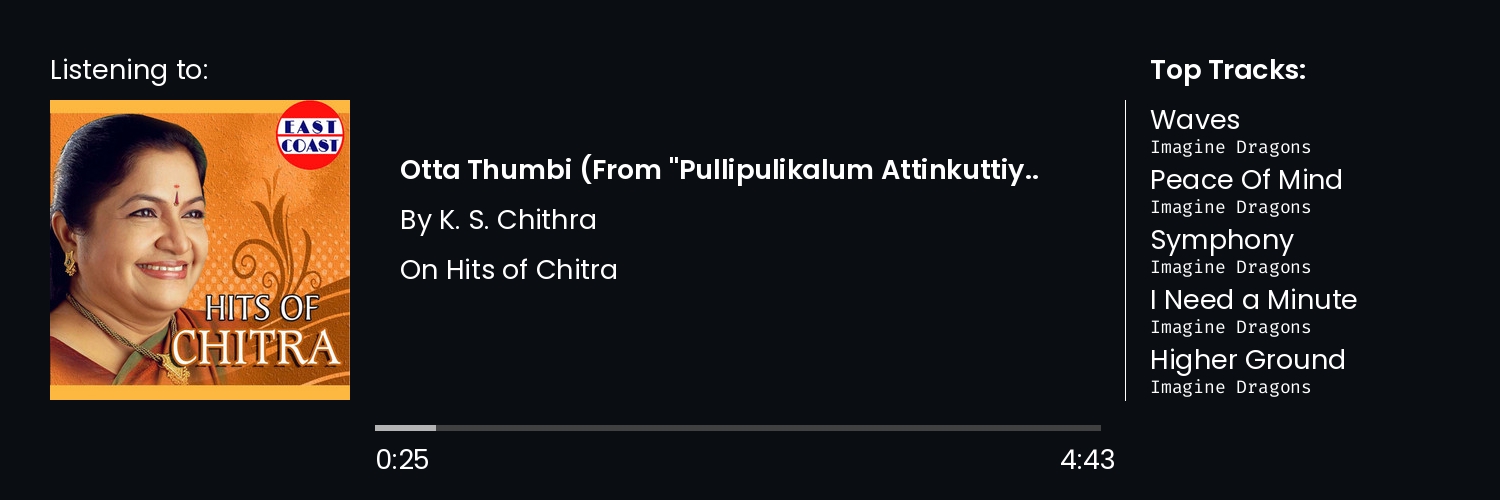 Listening to:
EAST
COAST
HITS OF
CHITRA
Otta Thumbi (From "Pullipulikalum Attinkuttiy..
By K. S. Chithra
On Hits of Chitra
0:25
4:43
Top Tracks:
Waves
Imagine Dragons
Peace Of Mind
Imagine Dragons
Symphony
Imagine Dragons
I Need a Minute
Imagine Dragons
Higher Ground
Imagine Dragons